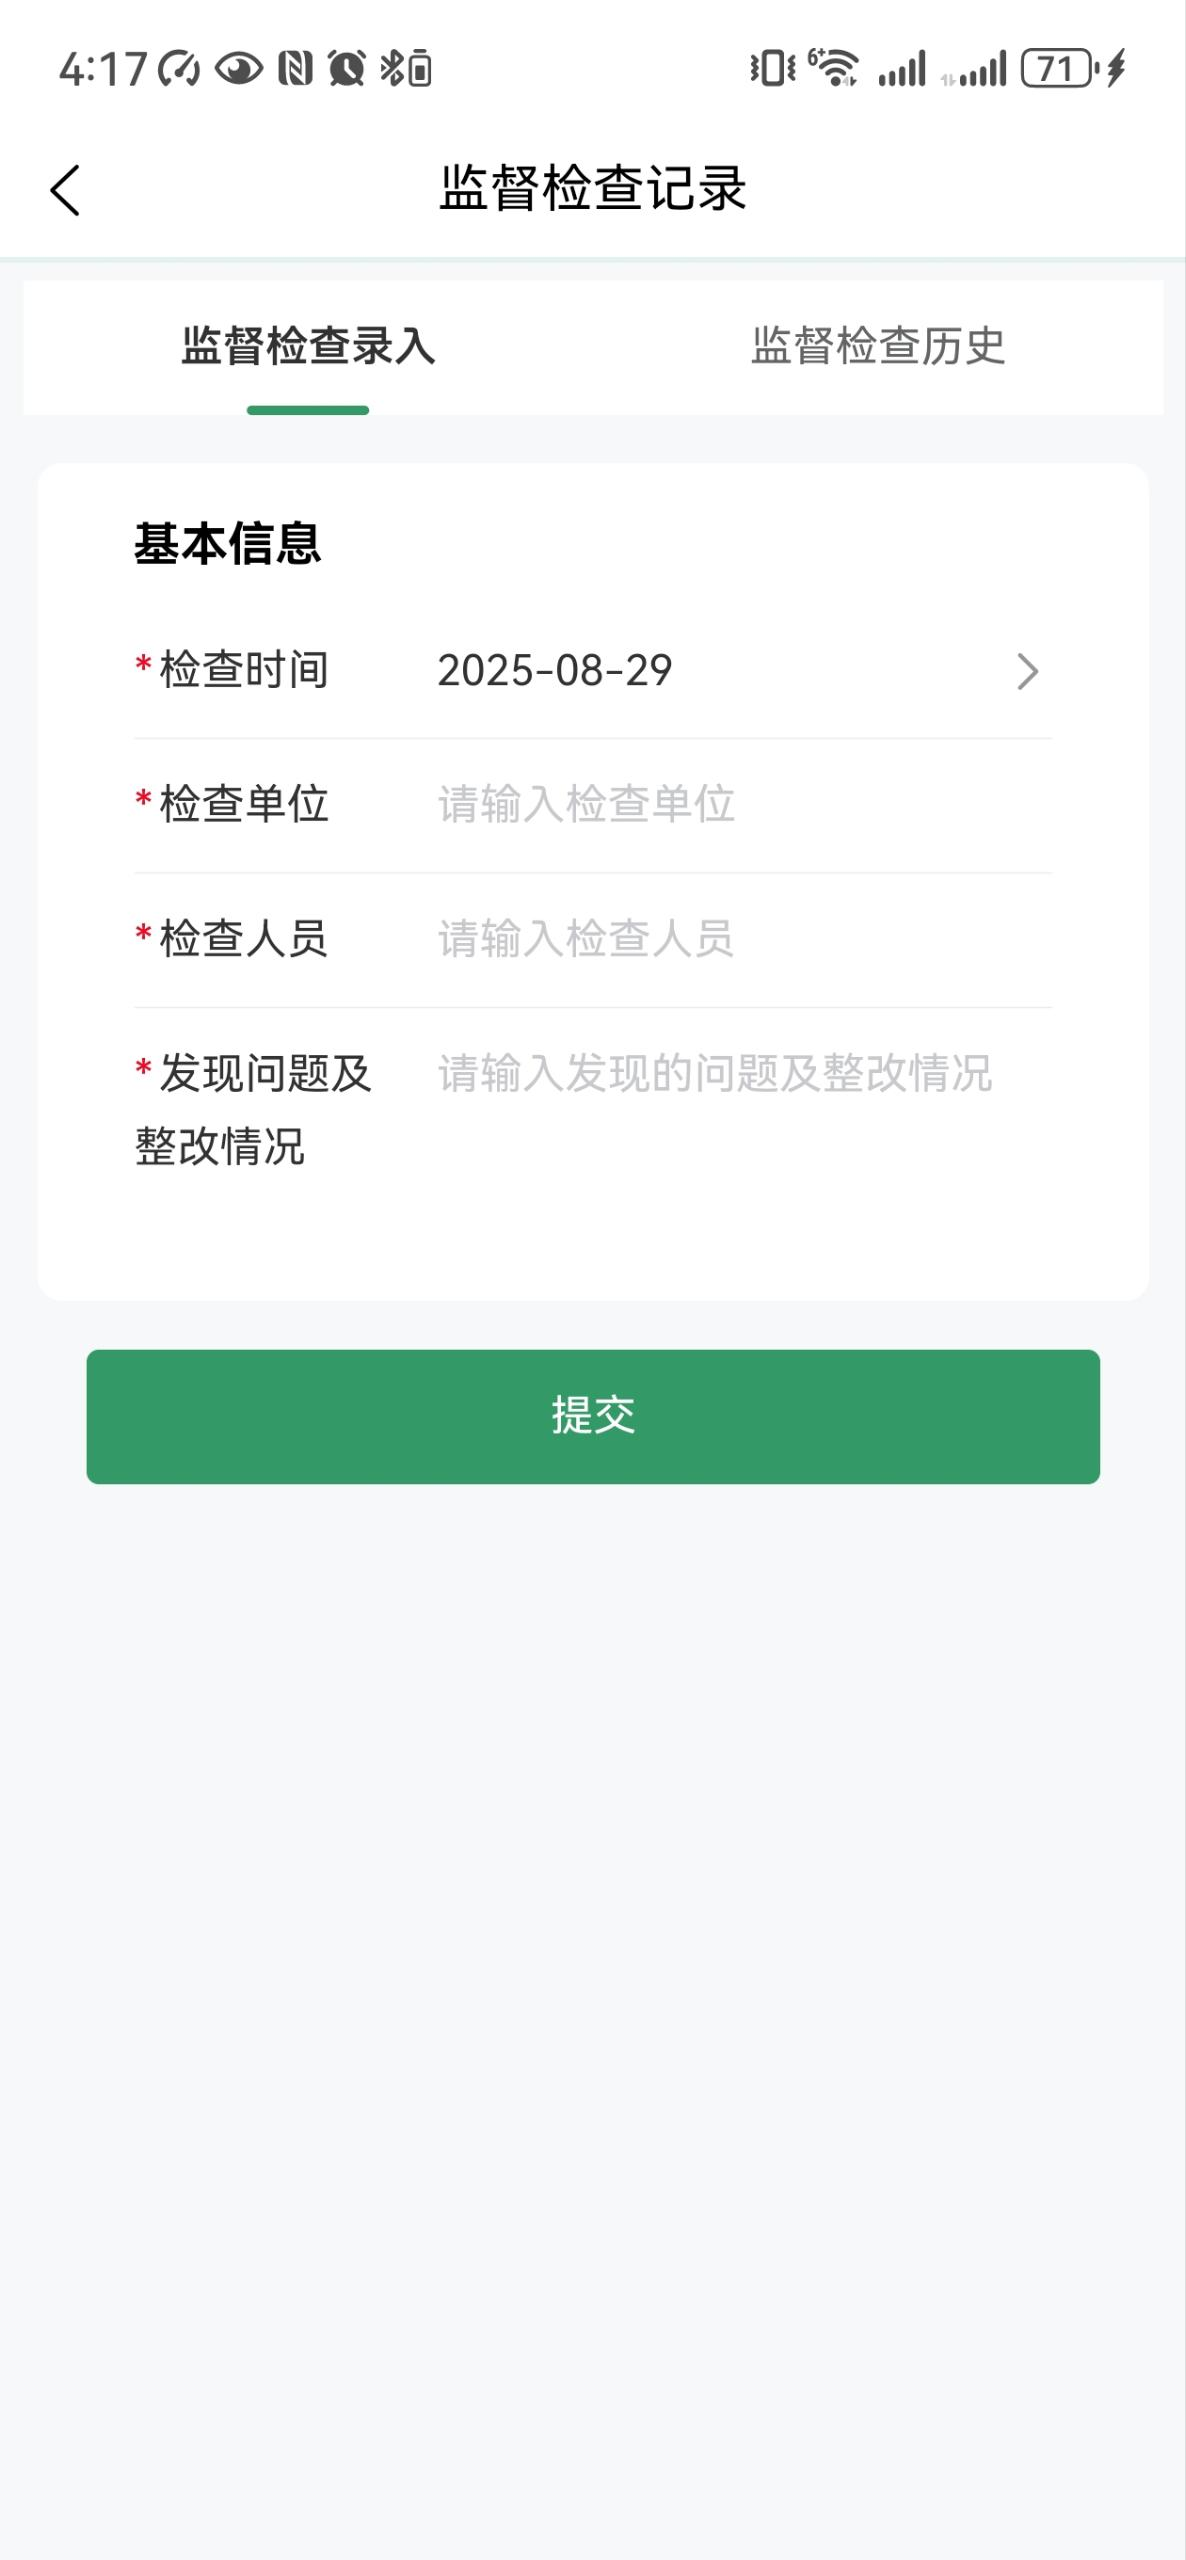 4:17 6+ 71
监督检查记录
监督检查录入 监督检查历史
基本信息
*检查时间 2025-08-29
*检查单位 请输入检查单位
*检查人员 请输入检查人员
*发现问题及 请输入发现的问题及整改情况
整改情况
提交